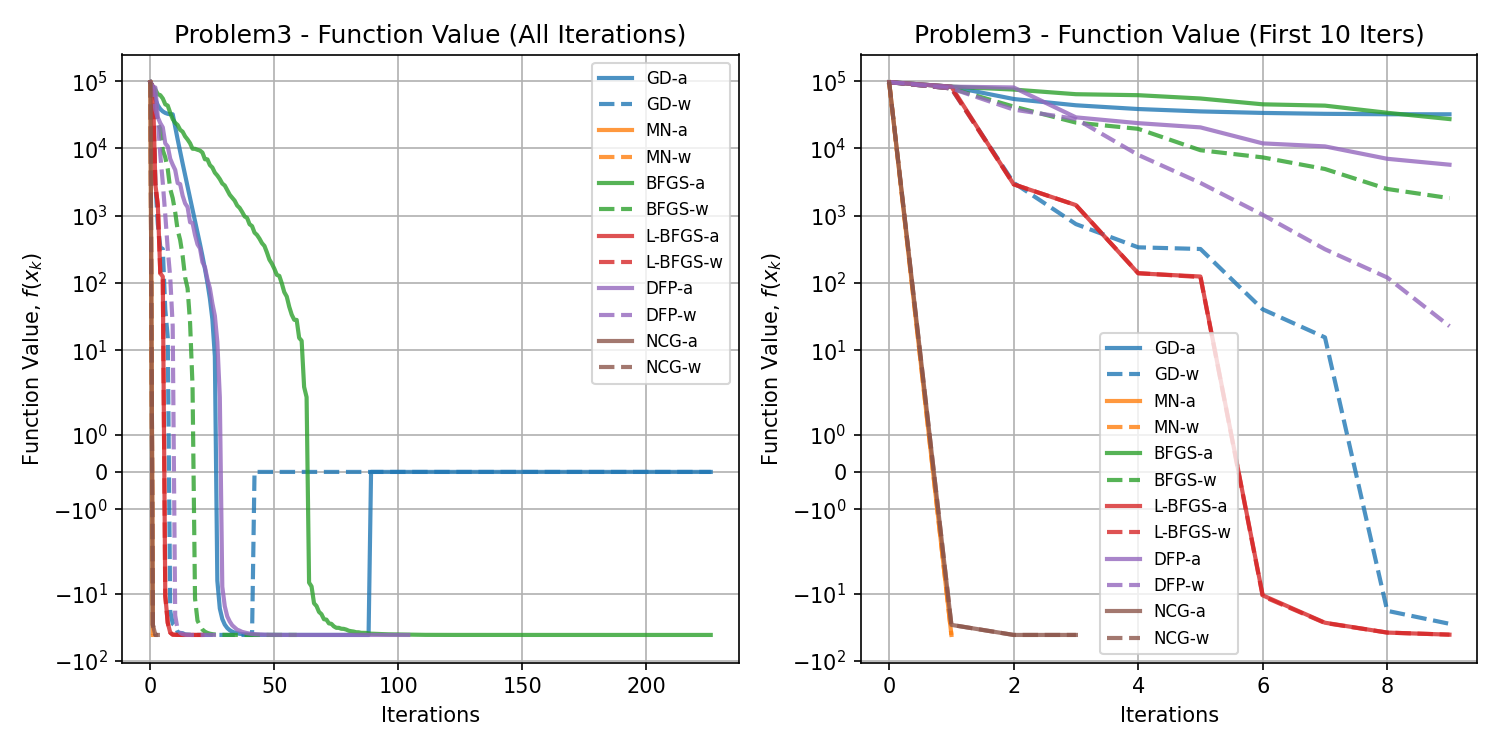 Problem3 - Function Value (All Iterations)
Function Value, f(x_k)
10^5
10^4
10^3
10^2
10^1
10^0
0
−10^0
−10^1
−10^2
0 50 100 150 200
Iterations
GD-a
GD-w
MN-a
MN-w
BFGS-a
BFGS-w
L-BFGS-a
L-BFGS-w
DFP-a
DFP-w
NCG-a
NCG-w
Problem3 - Function Value (First 10 Iters)
Function Value, f(x_k)
10^5
10^4
10^3
10^2
10^1
10^0
0
−10^0
−10^1
−10^2
0 2 4 6 8
Iterations
GD-a
GD-w
MN-a
MN-w
BFGS-a
BFGS-w
L-BFGS-a
L-BFGS-w
DFP-a
DFP-w
NCG-a
NCG-w